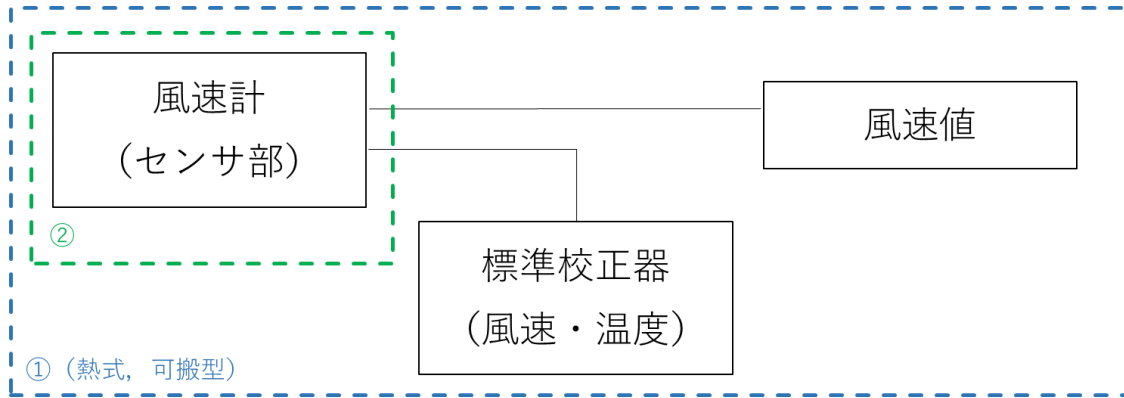 風速計
(センサ部)
風速値
②
標準校正器
(風速・温度)
①（熱式，可搬型）